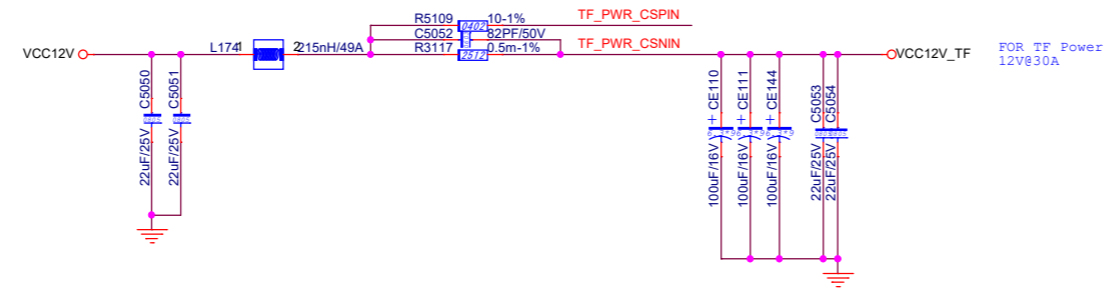 R5109 0402 10-1% TF_PWR_CSPIN
C5052 82PF/50V
R3117 2512 0.5m-1% TF_PWR_CSNIN
VCC12V
L174 1 2 215nH/49A
VCC12V_TF
FOR TF Power
12V@30A
22uF/25V C5050
22uF/25V C5051
100uF/16V + CE110
100uF/16V + CE111
100uF/16V + CE144
22uF/25V C5053
22uF/25V C5054